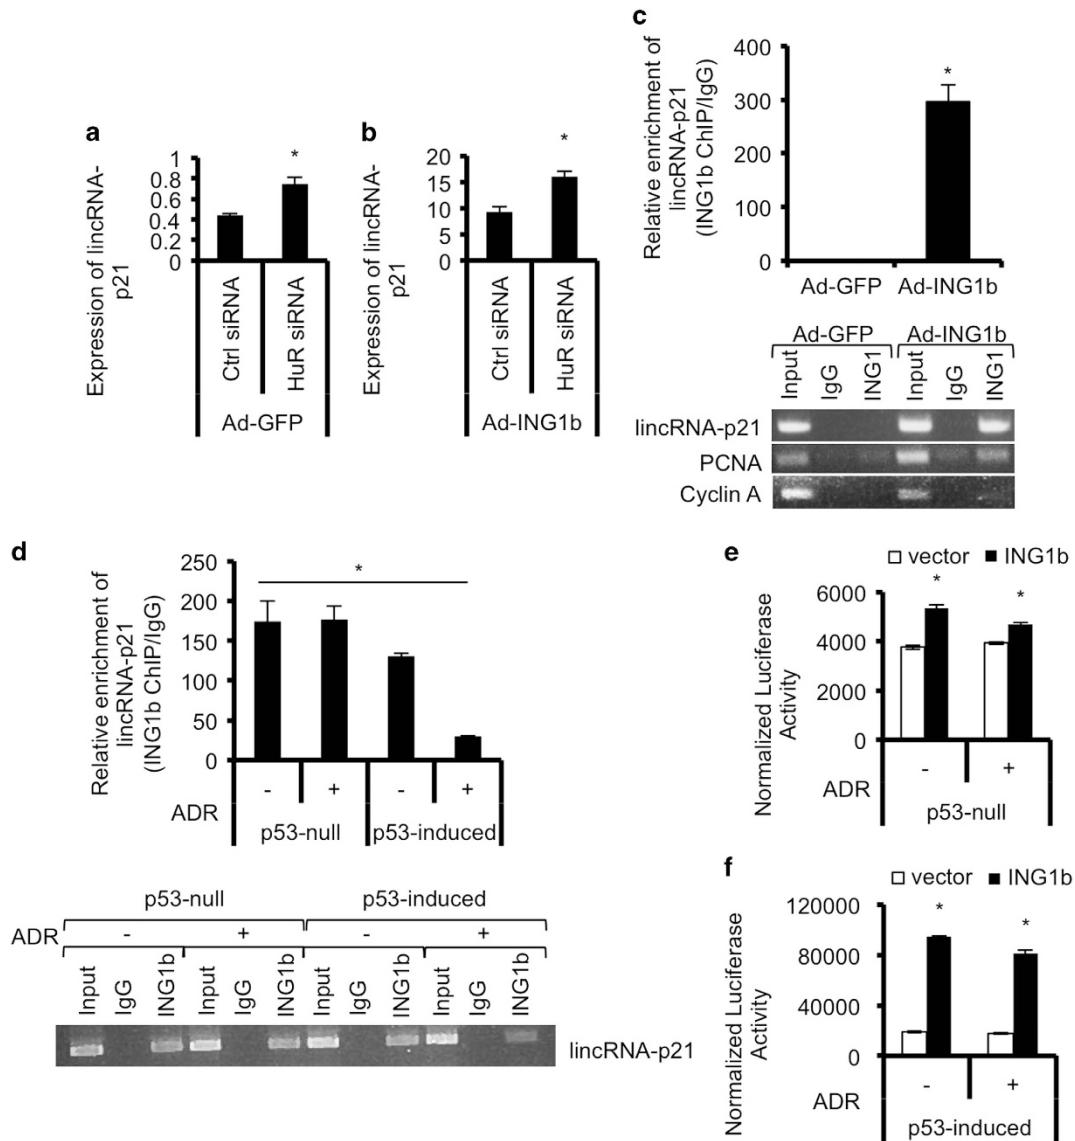 a
Expression of lincRNA-
p21
1
0.8
0.6
0.4
0.2
0
*
Ctrl siRNA
HuR siRNA
Ad-GFP
b
Expression of lincRNA-
p21
20
15
10
5
0
*
Ctrl siRNA
HuR siRNA
Ad-ING1b
c
Relative enrichment of
lincRNA-p21
(ING1b ChIP/IgG)
400
300
200
100
0
*
Ad-GFP Ad-ING1b
Ad-GFP Ad-ING1b
Input IgG ING1 Input IgG ING1
lincRNA-p21
PCNA
Cyclin A
d
Relative enrichment of
lincRNA-p21
(ING1b ChIP/IgG)
250
200
150
100
50
0
*
ADR - + - +
p53-null p53-induced
p53-null p53-induced
ADR - + - +
Input IgG ING1b Input IgG ING1b Input IgG ING1b Input IgG ING1b
lincRNA-p21
e
vector ING1b
Normalized Luciferase
Activity
6000
4000
2000
0
* *
ADR - +
p53-null
f
vector ING1b
Normalized Luciferase
Activity
120000
80000
40000
0
* *
ADR - +
p53-induced